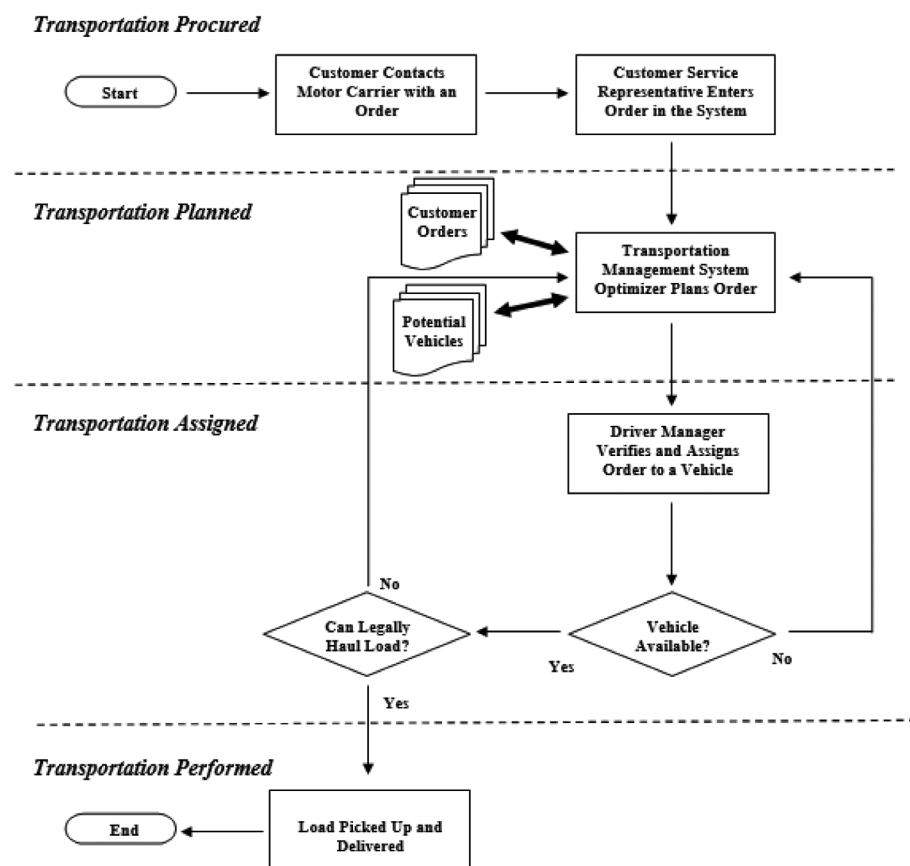 Transportation Procured
Start
Customer Contacts
Motor Carrier with an
Order
Customer Service
Representative Enters
Order in the System
Transportation Planned
Customer
Orders
Potential
Vehicles
Transportation
Management System
Optimizer Plans Order
Transportation Assigned
Driver Manager
Verifies and Assigns
Order to a Vehicle
No
Can Legally
Haul Load?
Yes
Vehicle
Available?
No
Yes
Transportation Performed
End
Load Picked Up and
Delivered